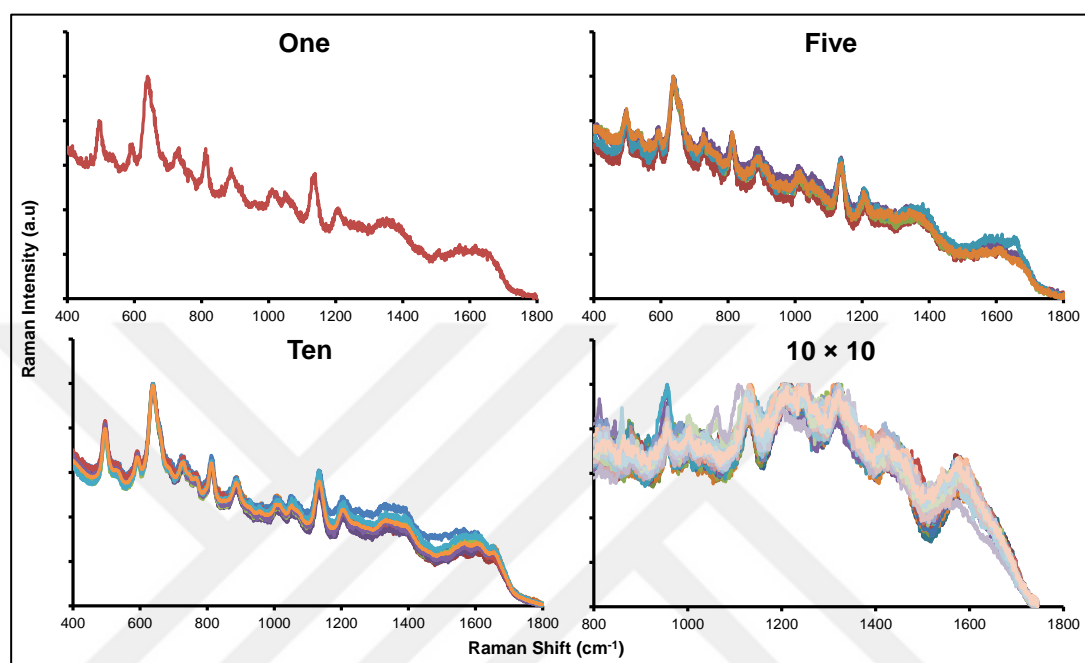 One
Five
400 600 800 1000 1200 1400 1600 1800
400 600 800 1000 1200 1400 1600 1800
Raman Intensity (a.u)
Ten
10 × 10
400 600 800 1000 1200 1400 1600 1800
800 1000 1200 1400 1600 1800
Raman Shift (cm⁻¹)